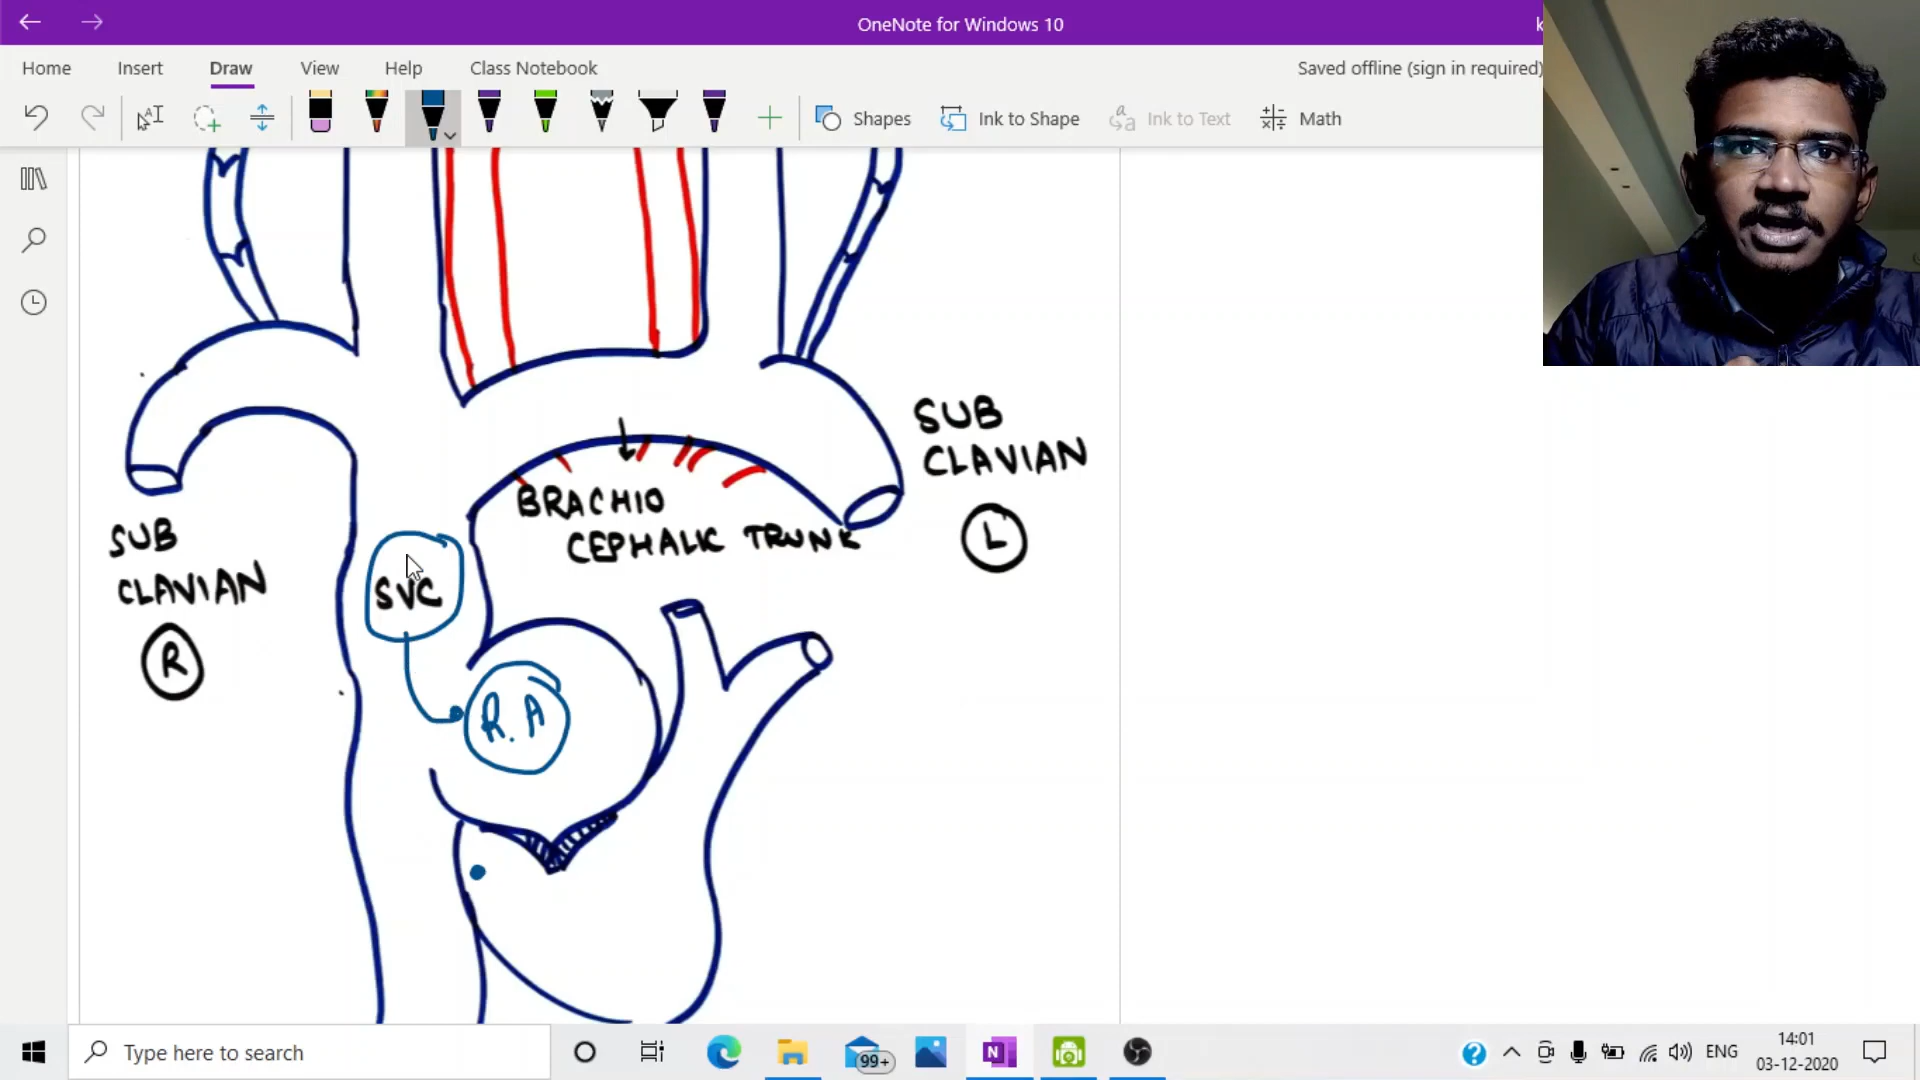 OneNote for Windows 10
k
Home Insert Draw View Help Class Notebook Saved offline (sign in required)
Shapes Ink to Shape Ink to Text Math
SUB
CLAVIAN
L
BRACHIO
CEPHALIC TRUNK
SUB
CLAVIAN
R
SVC
R.A
Type here to search
N
99+
ENG
14:01
03-12-2020